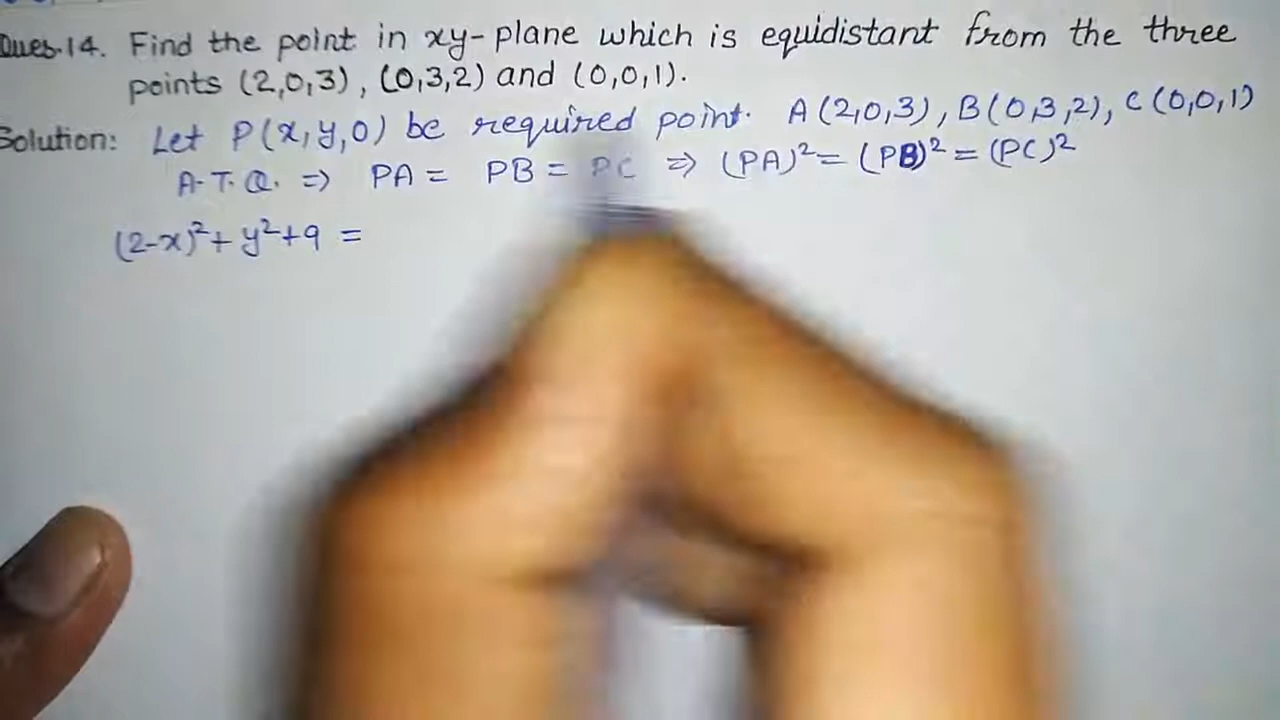 Ques.14. Find the point in xy-plane which is equidistant from the three
points (2,0,3), (0,3,2) and (0,0,1).
Solution: Let P(x,y,0) be required point. A(2,0,3), B(0,3,2), C(0,0,1)
A.T.Q. ⇒ PA = PB = PC ⇒ (PA)² = (PB)² = (PC)²
(2-x)² + y² + 9 =